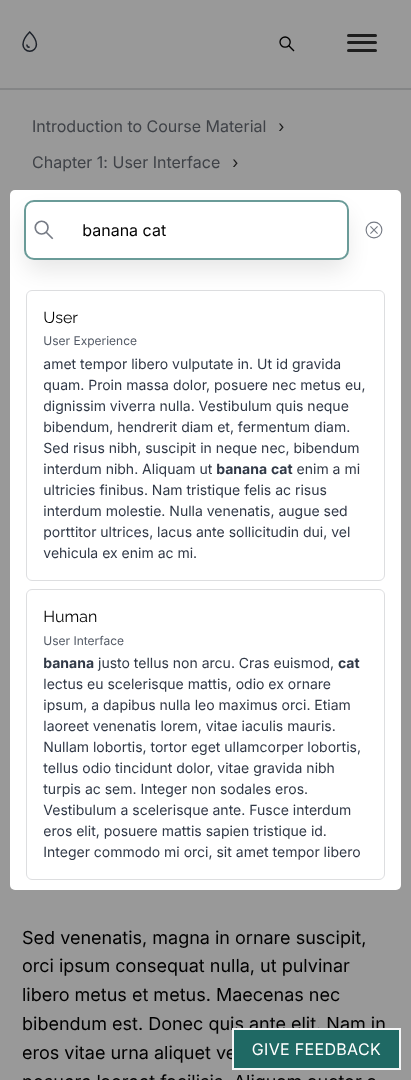 Introduction to Course Material ›
Chapter 1: User Interface ›
banana cat
User
User Experience
amet tempor libero vulputate in. Ut id gravida
quam. Proin massa dolor, posuere nec metus eu,
dignissim viverra nulla. Vestibulum quis neque
bibendum, hendrerit diam et, fermentum diam.
Sed risus nibh, suscipit in neque nec, bibendum
interdum nibh. Aliquam ut banana cat enim a mi
ultricies finibus. Nam tristique felis ac risus
interdum molestie. Nulla venenatis, augue sed
porttitor ultrices, lacus ante sollicitudin dui, vel
vehicula ex enim ac mi.
Human
User Interface
banana justo tellus non arcu. Cras euismod, cat
lectus eu scelerisque mattis, odio ex ornare
ipsum, a dapibus nulla leo maximus orci. Etiam
laoreet venenatis lorem, vitae iaculis mauris.
Nullam lobortis, tortor eget ullamcorper lobortis,
tellus odio tincidunt dolor, vitae gravida nibh
turpis ac sem. Integer non sodales eros.
Vestibulum a scelerisque ante. Fusce interdum
eros elit, posuere mattis sapien tristique id.
Integer commodo mi orci, sit amet tempor libero
Sed venenatis, magna in ornare suscipit,
orci ipsum consequat nulla, ut pulvinar
libero metus et metus. Maecenas nec
bibendum est. Donec quis ante elit. Nam in
eros vitae urna aliquet
GIVE FEEDBACK